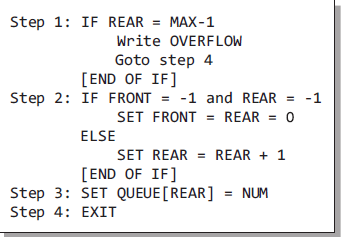 Step 1: IF REAR = MAX-1
Write OVERFLOW
Goto step 4
[END OF IF]
Step 2: IF FRONT = -1 and REAR = -1
SET FRONT = REAR = 0
ELSE
SET REAR = REAR + 1
[END OF IF]
Step 3: SET QUEUE[REAR] = NUM
Step 4: EXIT